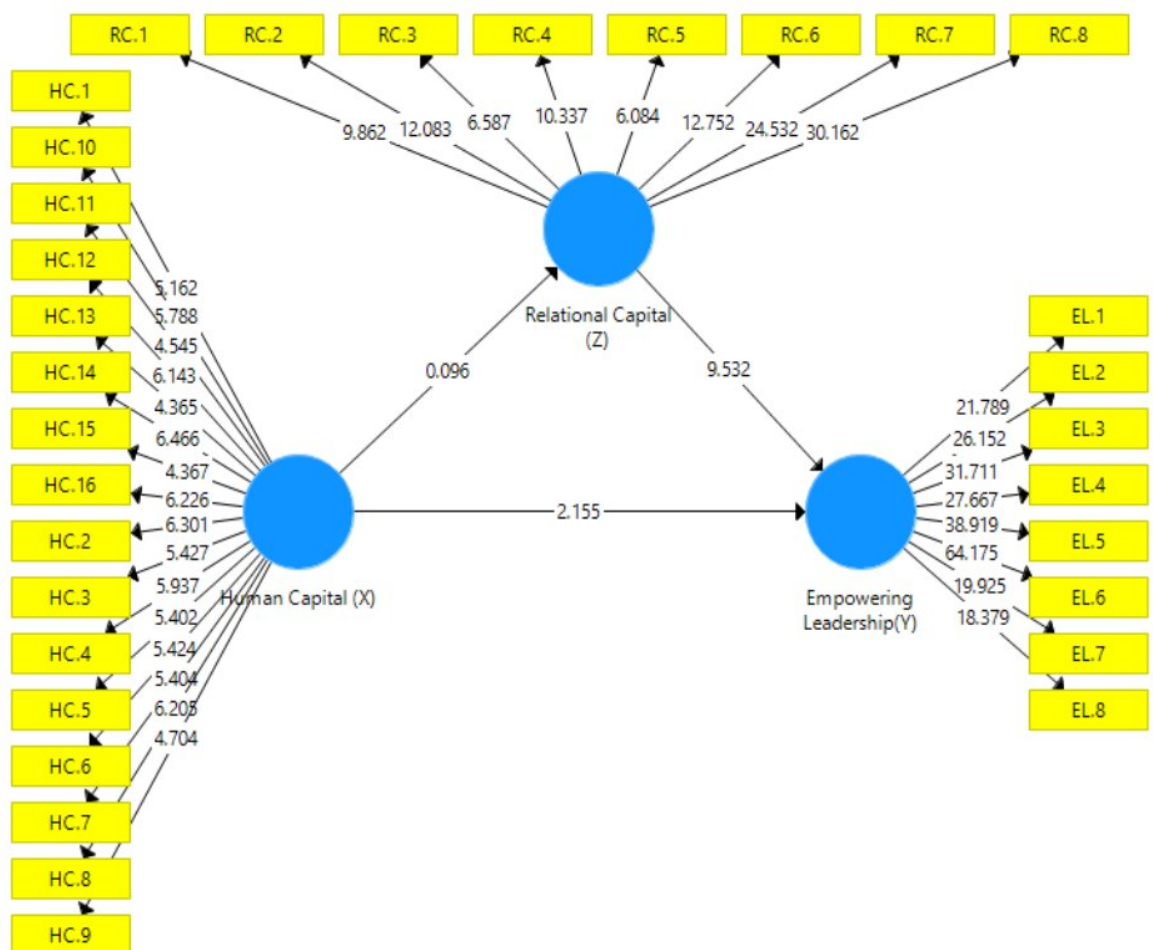 RC.1
RC.2
RC.3
RC.4
RC.5
RC.6
RC.7
RC.8
9.862
12.083
6.587
10.337
6.084
12.752
24.532
30.162
HC.1
HC.10
HC.11
HC.12
HC.13
HC.14
HC.15
HC.16
HC.2
HC.3
HC.4
HC.5
HC.6
HC.7
HC.8
HC.9
5.162
5.788
4.545
6.143
4.365
6.466
4.367
6.226
6.301
5.427
5.937
5.402
5.424
5.404
6.205
4.704
Relational Capital
(Z)
0.096
9.532
Human Capital (X)
2.155
Empowering
Leadership(Y)
21.789
26.152
31.711
27.667
38.919
64.175
19.925
18.379
EL.1
EL.2
EL.3
EL.4
EL.5
EL.6
EL.7
EL.8